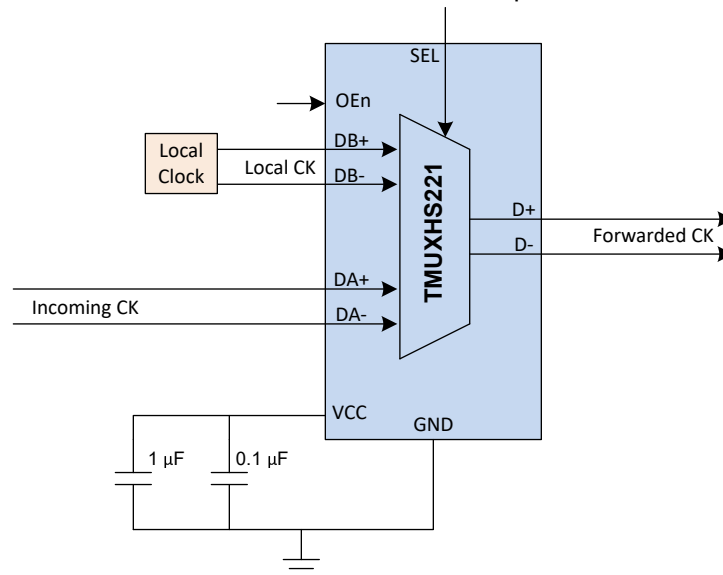 SEL
OEn
DB+
Local
Clock
Local CK
DB-
TMUXHS221
D+
Forwarded CK
D-
DA+
Incoming CK
DA-
VCC
GND
1 µF
0.1 µF